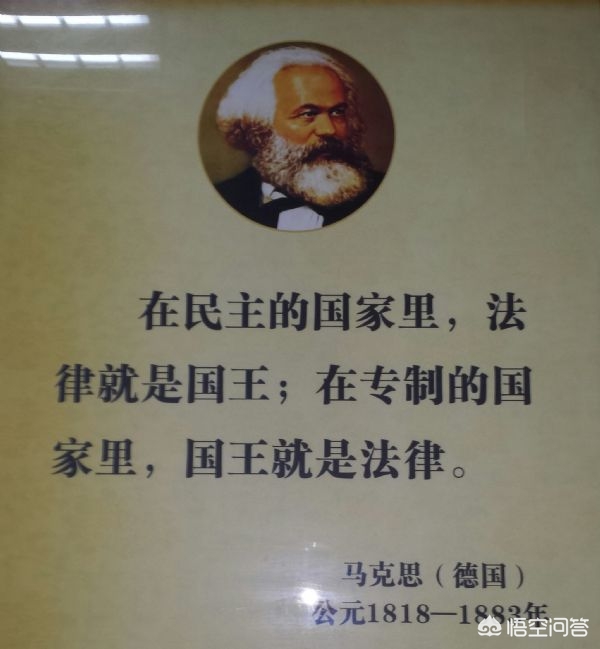 在民主的国家里，法
律就是国王；在专制的国
家里，国王就是法律。
马克思（德国）
公元1818—1883年
悟空问答